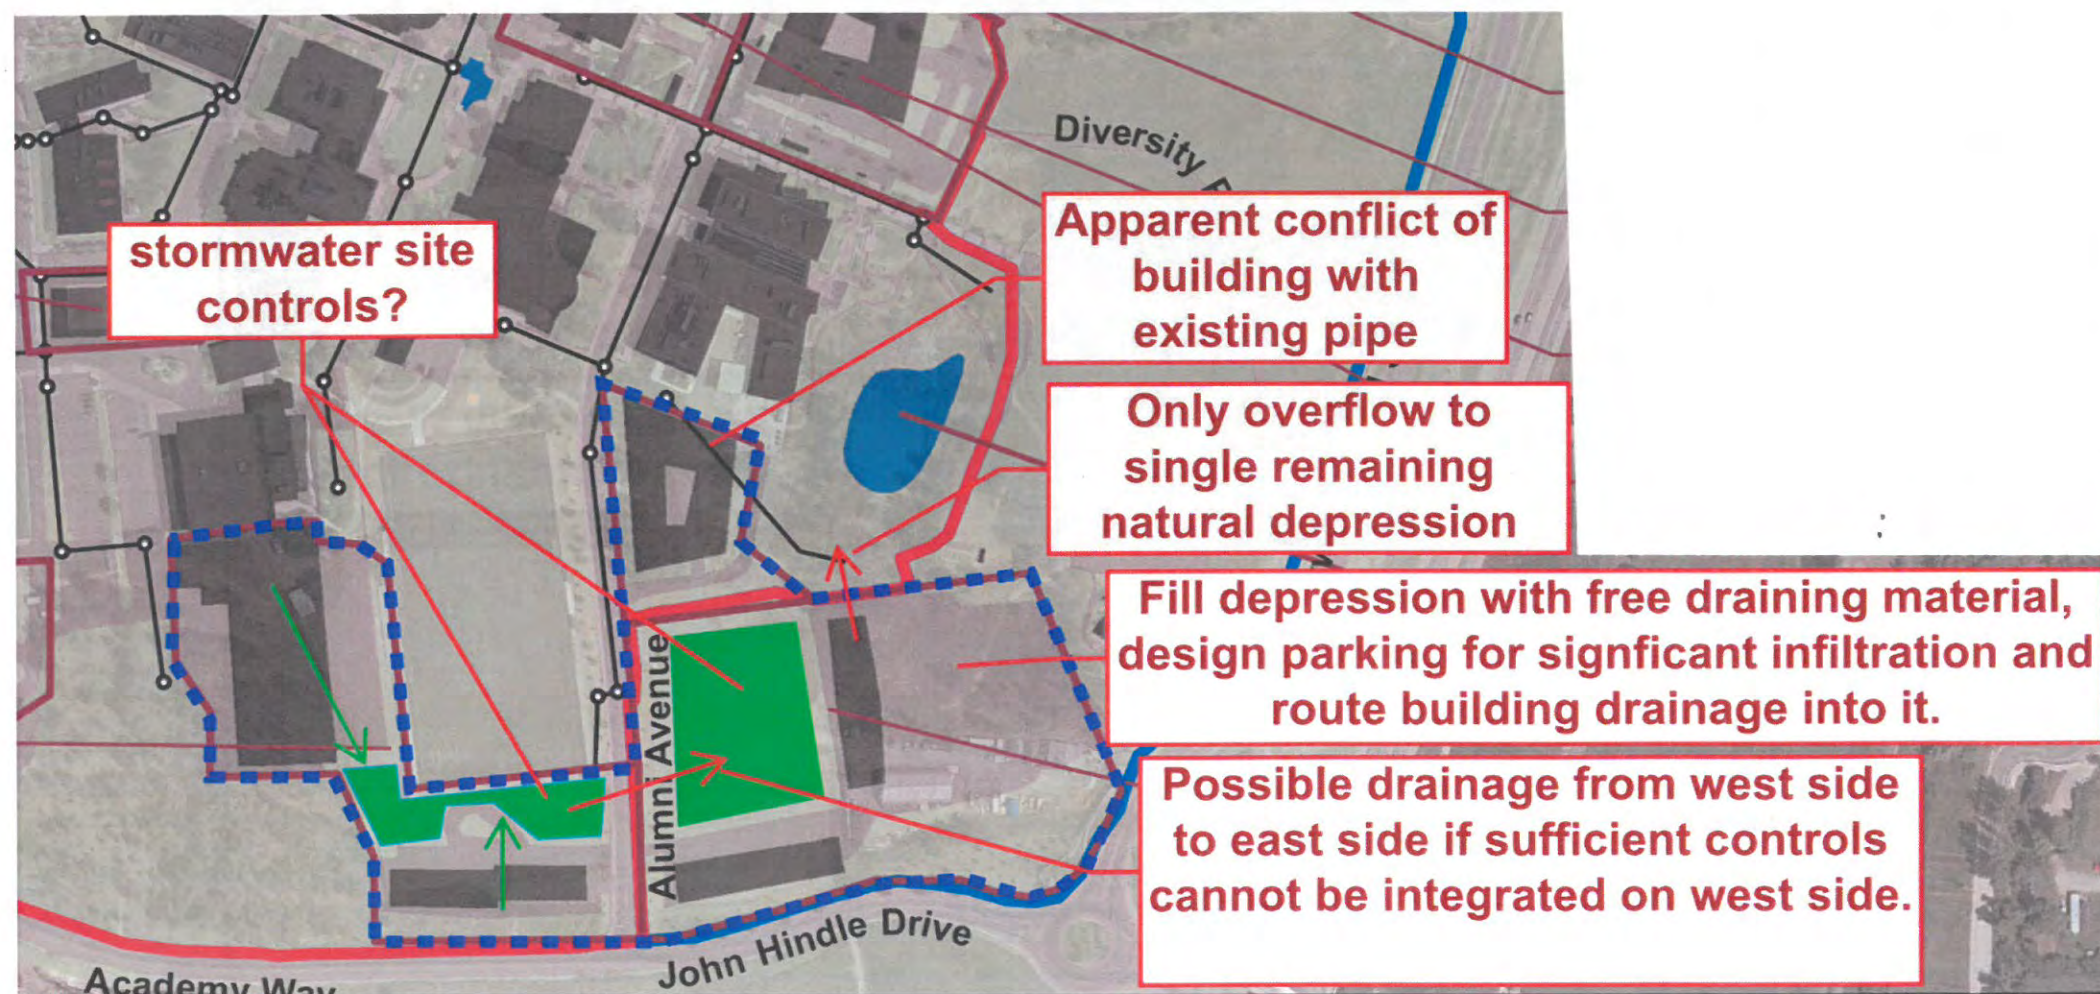 Diversity
stormwater site
controls?
Apparent conflict of
building with
existing pipe
Only overflow to
single remaining
natural depression
Fill depression with free draining material,
design parking for signficant infiltration and
route building drainage into it.
Possible drainage from west side
to east side if sufficient controls
cannot be integrated on west side.
Alumni Avenue
John Hindle Drive
Academy Way